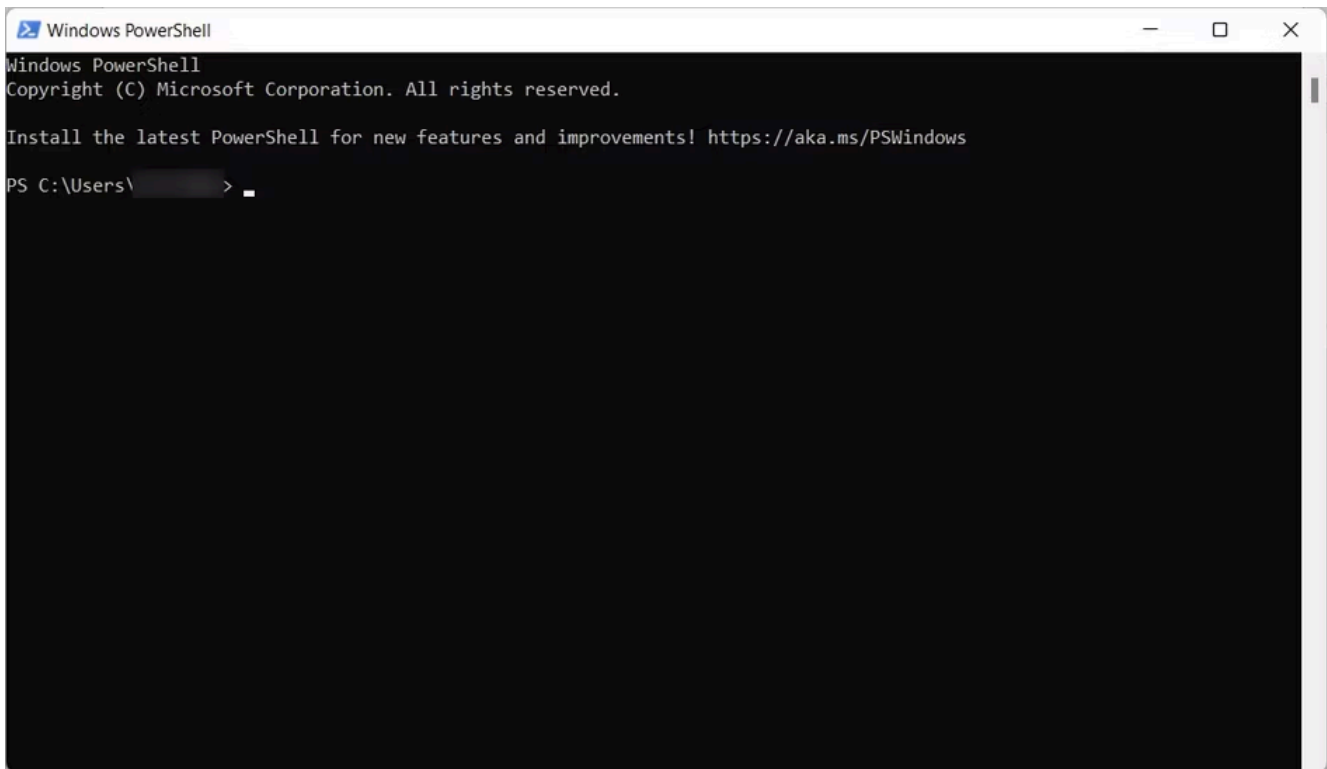 Windows PowerShell
Windows PowerShell
Copyright (C) Microsoft Corporation. All rights reserved.
Install the latest PowerShell for new features and improvements! https://aka.ms/PSWindows
PS C:\Users\ >